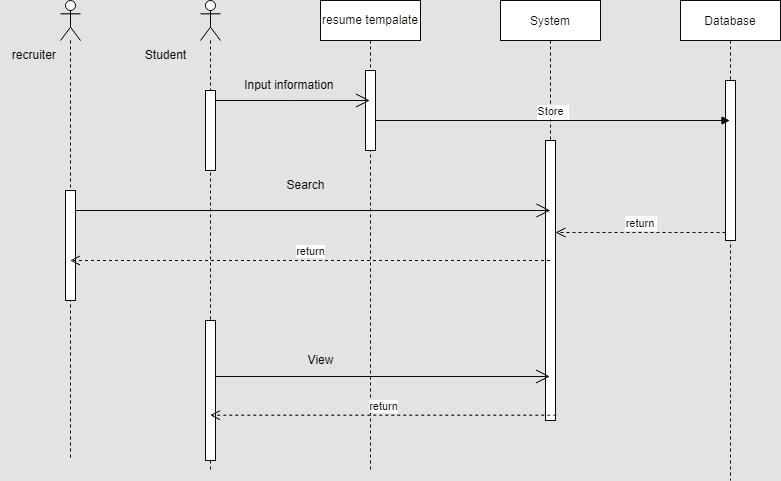 resume tempalate
System
Database
recruiter
Student
Input information
Store
Search
return
return
View
return